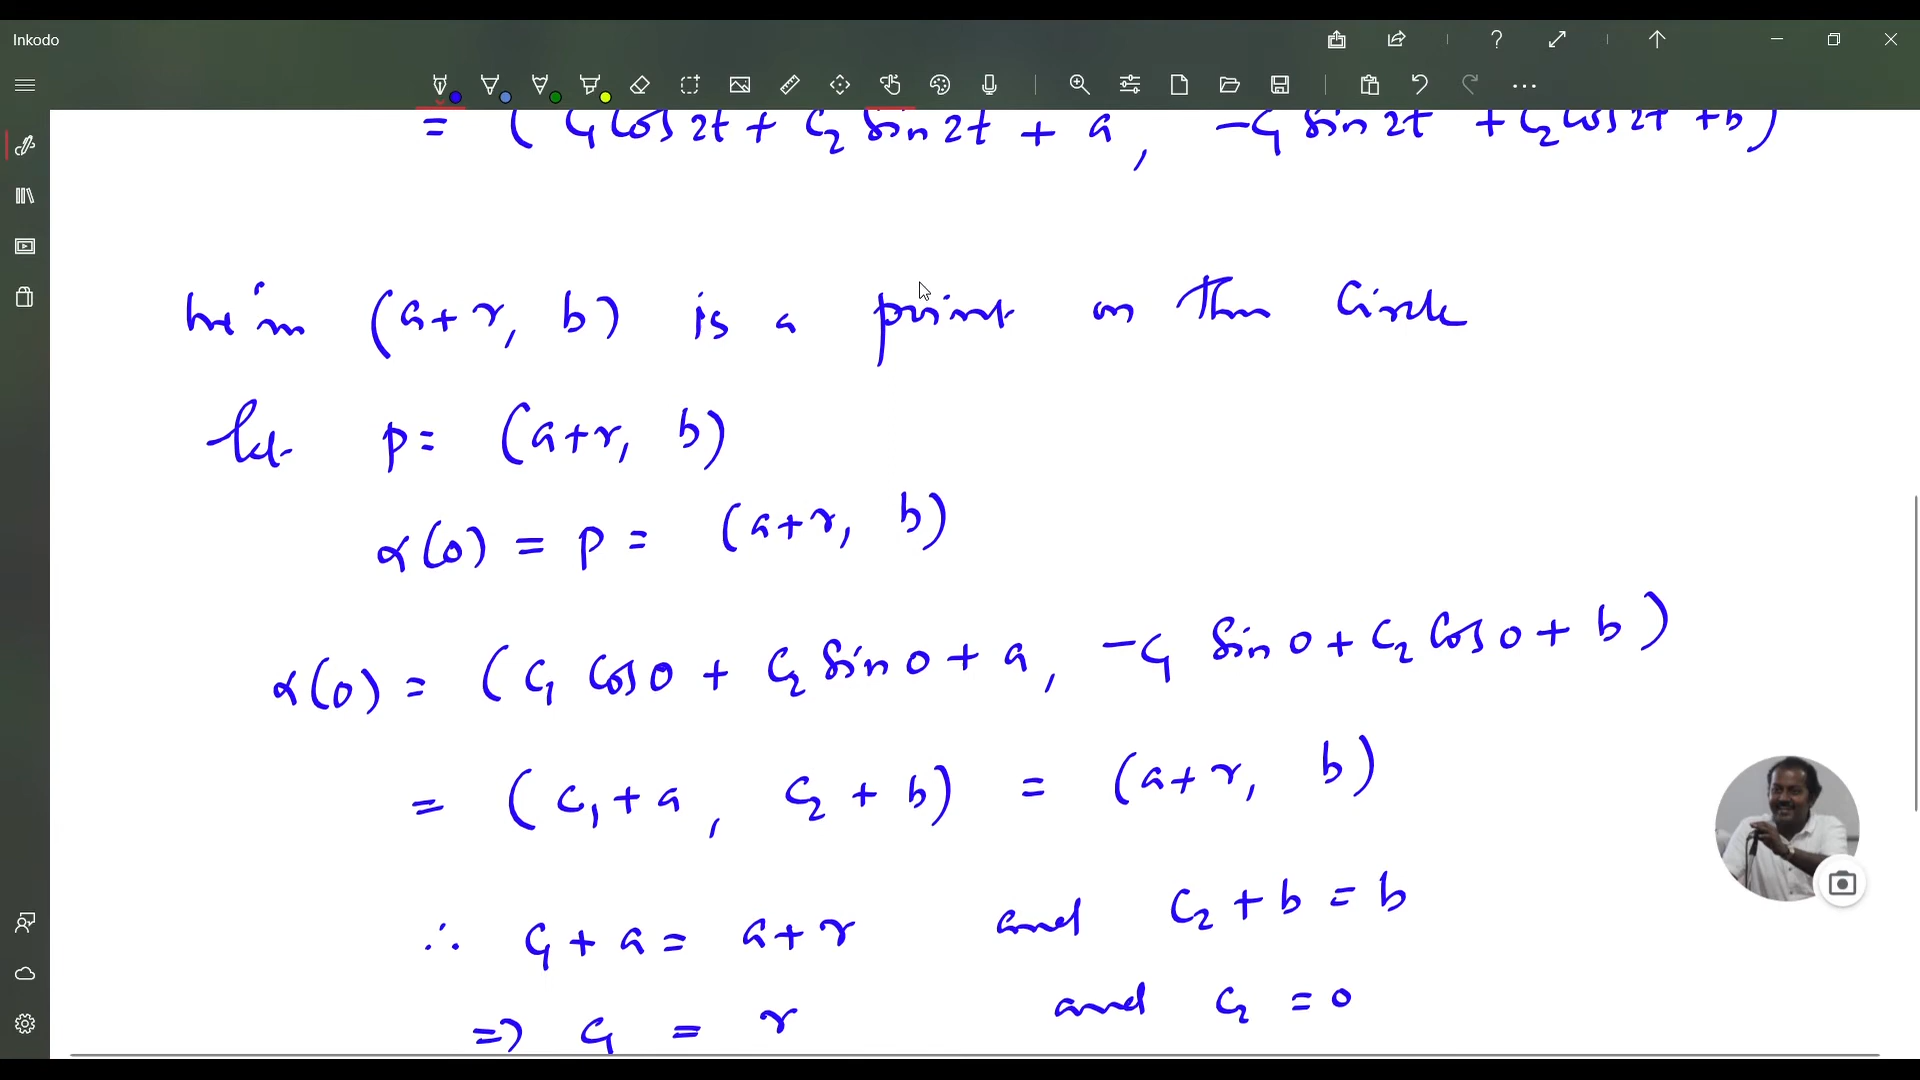 Inkodo
= ( C1 Cos 2t + C2 Sin 2t + a , -C1 Sin 2t + C2 Cos 2t + b )
(a+r, b) is a point on the Circle
let p = (a+r, b)
α(0) = p = (a+r, b)
α(0) = ( C1 Cos 0 + C2 Sin 0 + a , -C1 Sin 0 + C2 Cos 0 + b )
= ( C1 + a , C2 + b ) = (a+r, b)
∴ C1 + a = a + r and C2 + b = b
=> C1 = r and C2 = 0